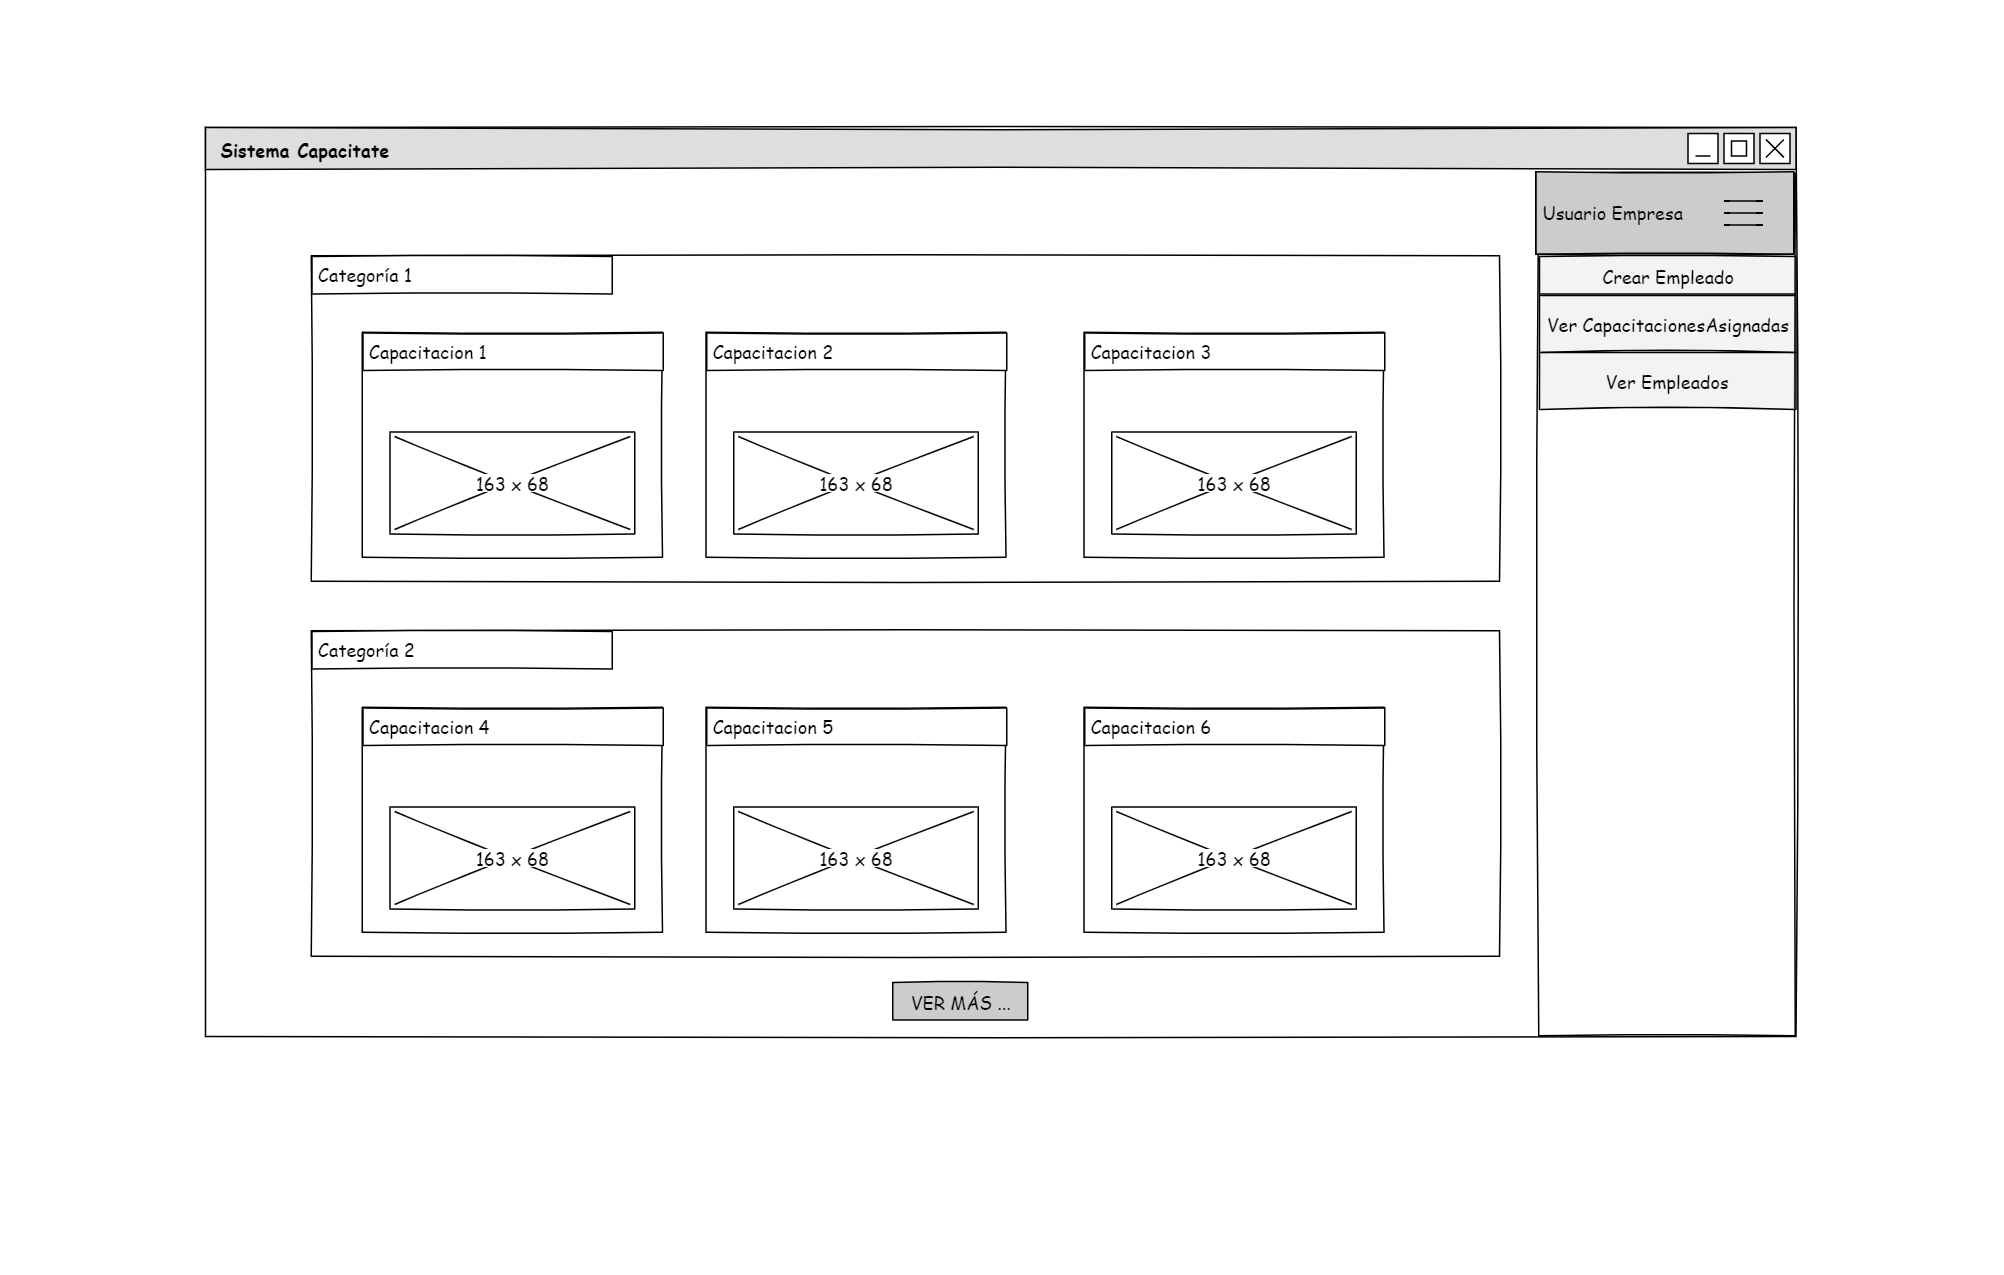 Sistema Capacitate
Usuario Empresa
Crear Empleado
Ver CapacitacionesAsignadas
Ver Empleados
Categoría 1
Capacitacion 1
Capacitacion 2
Capacitacion 3
163 x 68
163 x 68
163 x 68
Categoría 2
Capacitacion 4
Capacitacion 5
Capacitacion 6
163 x 68
163 x 68
163 x 68
VER MÁS ...